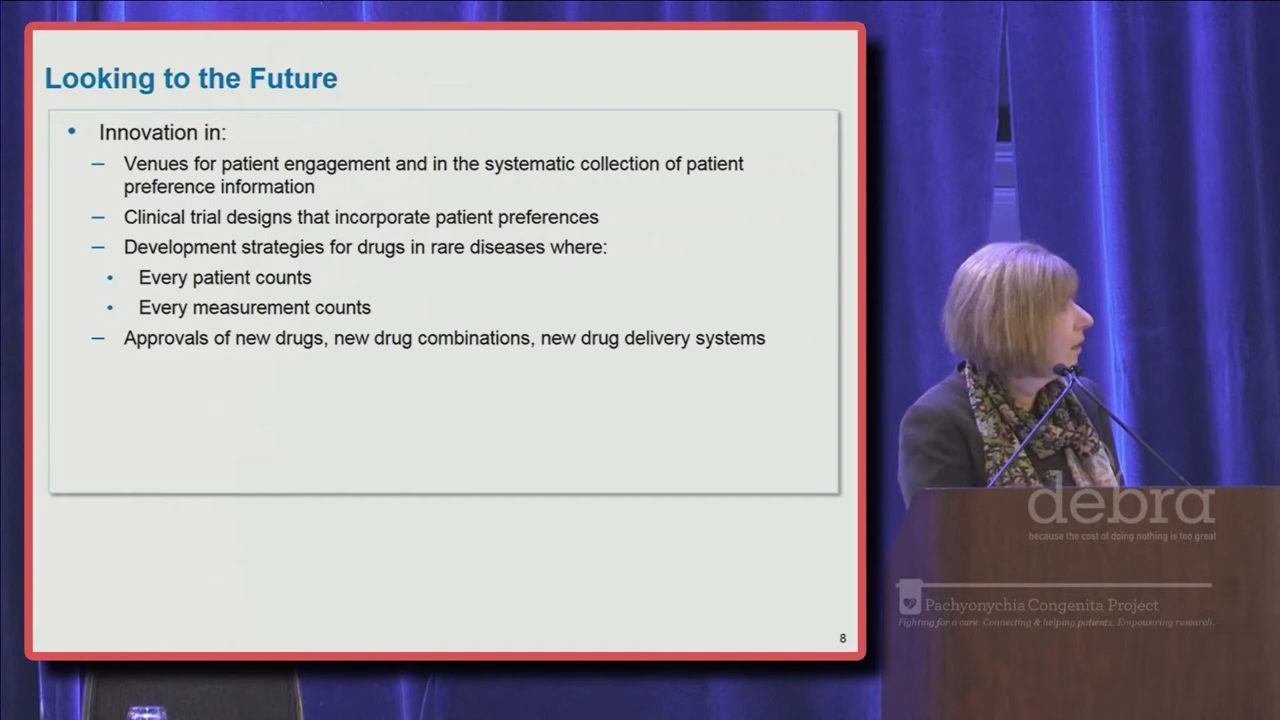 Looking to the Future
• Innovation in:
– Venues for patient engagement and in the systematic collection of patient
preference information
– Clinical trial designs that incorporate patient preferences
– Development strategies for drugs in rare diseases where:
• Every patient counts
• Every measurement counts
– Approvals of new drugs, new drug combinations, new drug delivery systems
8
debra
because the cost of doing nothing is too great
Pachyonychia Congenita Project
Fighting for a cure. Connecting & helping patients, Empowering research.